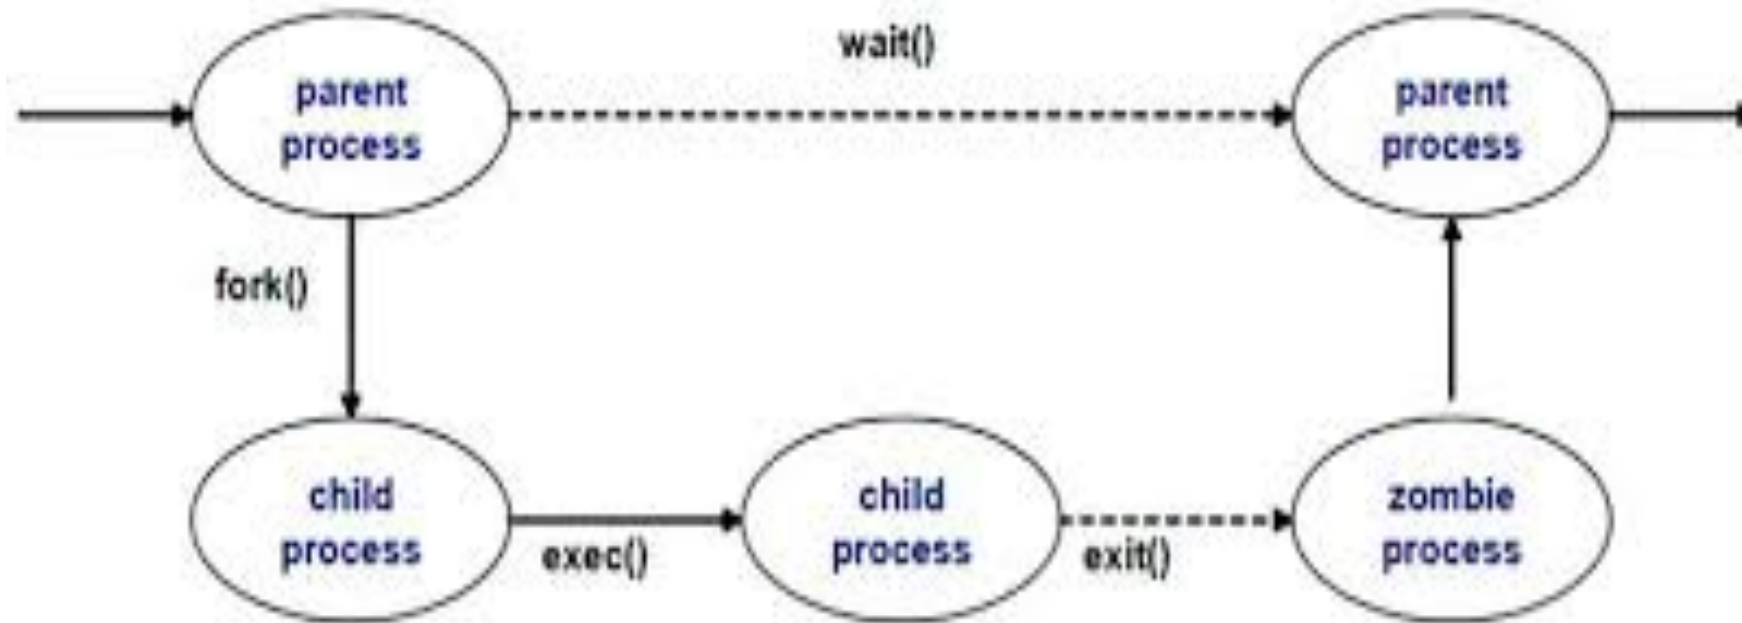 wait()
parent
process
parent
process
fork()
child
process
exec()
child
process
exit()
zombie
process